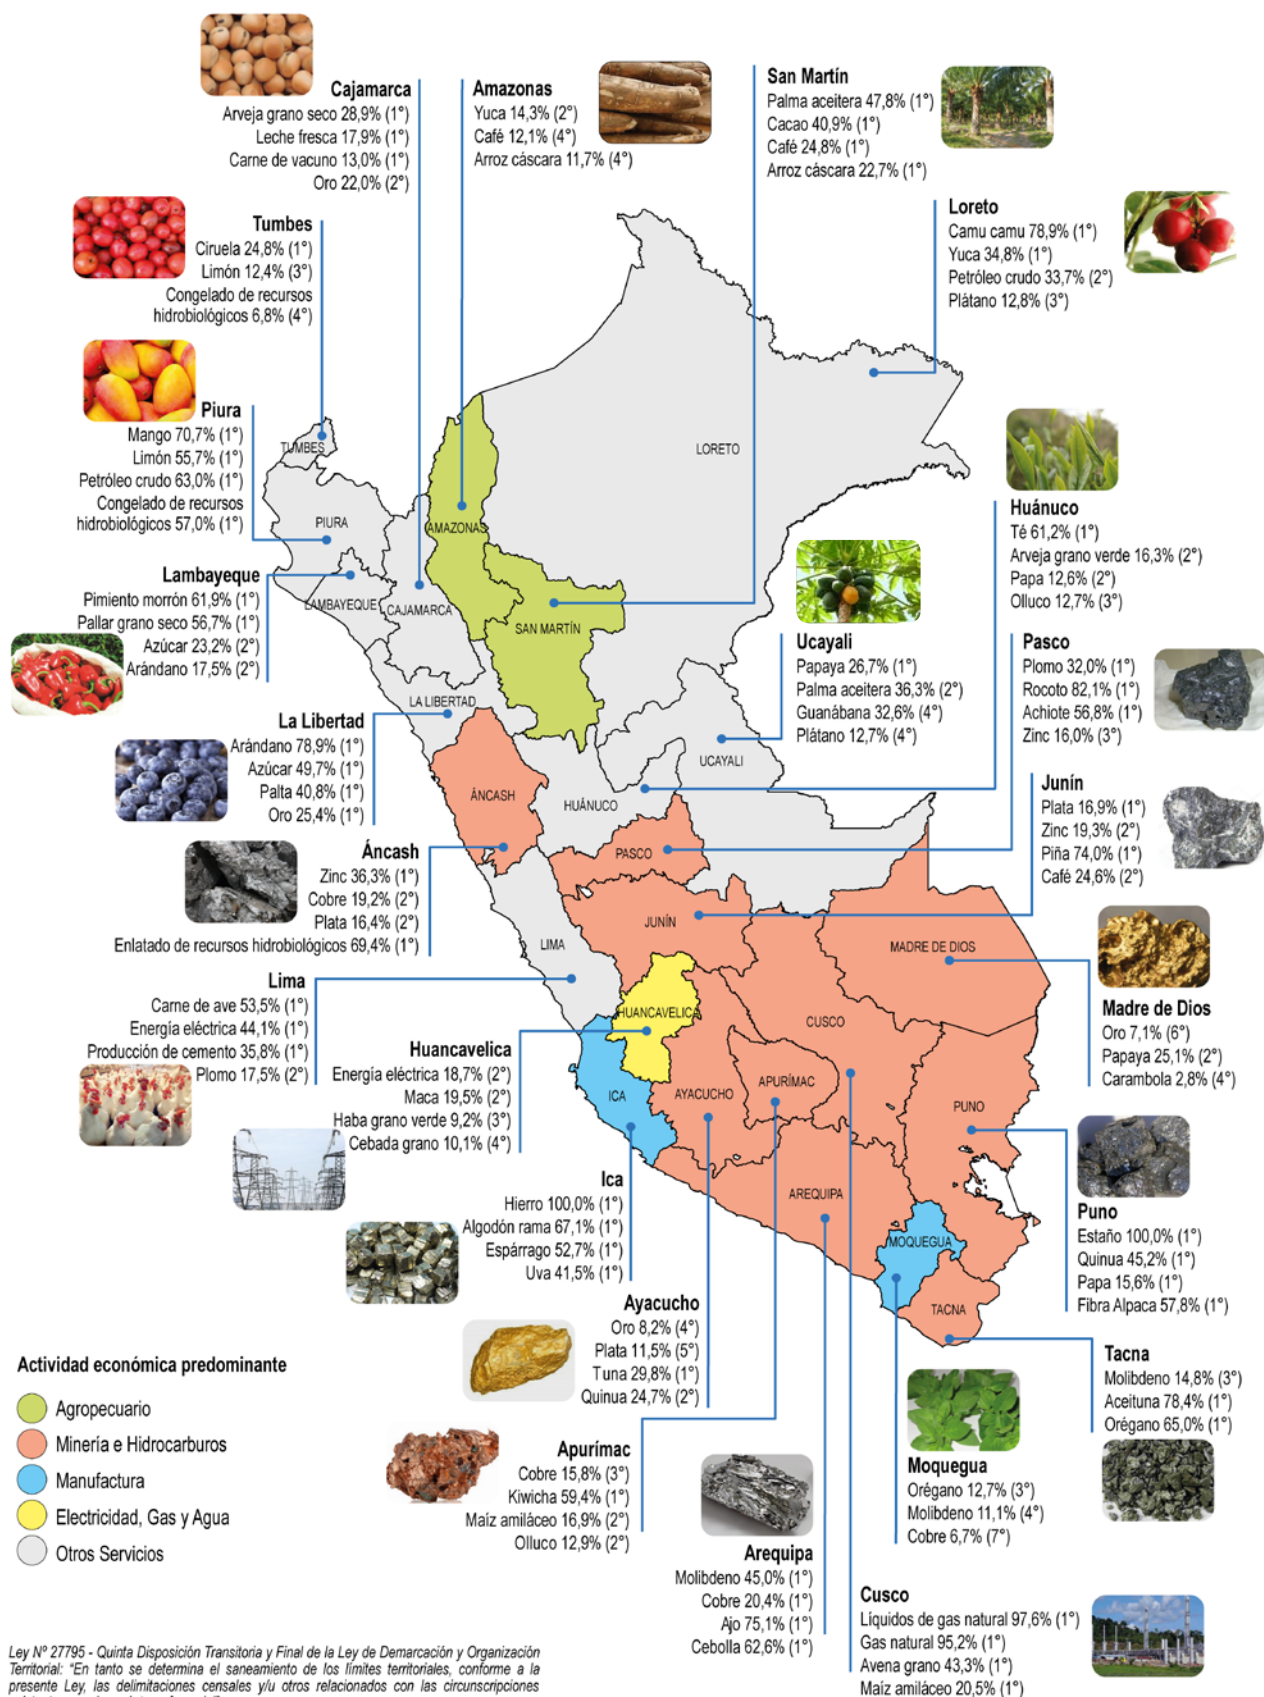 Cajamarca
Arveja grano seco 28,9% (1°)
Leche fresca 17,9% (1°)
Carne de vacuno 13,0% (1°)
Oro 22,0% (2°)
Amazonas
Yuca 14,3% (2°)
Café 12,1% (4°)
Arroz cáscara 11,7% (4°)
San Martín
Palma aceitera 47,8% (1°)
Cacao 40,9% (1°)
Café 24,8% (1°)
Arroz cáscara 22,7% (1°)
Loreto
Camu camu 78,9% (1°)
Yuca 34,8% (1°)
Petróleo crudo 33,7% (2°)
Plátano 12,8% (3°)
Tumbes
Ciruela 24,8% (1°)
Limón 12,4% (3°)
Congelado de recursos
hidrobiológicos 6,8% (4°)
Piura
Mango 70,7% (1°)
Limón 55,7% (1°)
Petróleo crudo 63,0% (1°)
Congelado de recursos
hidrobiológicos 57,0% (1°)
Lambayeque
Pimiento morrón 61,9% (1°)
Pallar grano seco 56,7% (1°)
Azúcar 23,2% (2°)
Arándano 17,5% (2°)
La Libertad
Arándano 78,9% (1°)
Azúcar 49,7% (1°)
Palta 40,8% (1°)
Oro 25,4% (1°)
Áncash
Zinc 36,3% (1°)
Cobre 19,2% (2°)
Plata 16,4% (2°)
Enlatado de recursos hidrobiológicos 69,4% (1°)
Lima
Carne de ave 53,5% (1°)
Energía eléctrica 44,1% (1°)
Producción de cemento 35,8% (1°)
Plomo 17,5% (2°)
Huancavelica
Energía eléctrica 18,7% (2°)
Maca 19,5% (2°)
Haba grano verde 9,2% (3°)
Cebada grano 10,1% (4°)
Ica
Hierro 100,0% (1°)
Algodón rama 67,1% (1°)
Espárrago 52,7% (1°)
Uva 41,5% (1°)
Ayacucho
Oro 8,2% (4°)
Plata 11,5% (5°)
Tuna 29,8% (1°)
Quinua 24,7% (2°)
Apurímac
Cobre 15,8% (3°)
Kiwicha 59,4% (1°)
Maíz amiláceo 16,9% (2°)
Olluco 12,9% (2°)
Arequipa
Molibdeno 45,0% (1°)
Cobre 20,4% (1°)
Ajo 75,1% (1°)
Cebolla 62,6% (1°)
Huánuco
Té 61,2% (1°)
Arveja grano verde 16,3% (2°)
Papa 12,6% (2°)
Olluco 12,7% (3°)
Ucayali
Papaya 26,7% (1°)
Palma aceitera 36,3% (2°)
Guanábana 32,6% (4°)
Plátano 12,7% (4°)
Pasco
Plomo 32,0% (1°)
Rocoto 82,1% (1°)
Achiote 56,8% (1°)
Zinc 16,0% (3°)
Junín
Plata 16,9% (1°)
Zinc 19,3% (2°)
Piña 74,0% (1°)
Café 24,6% (2°)
Madre de Dios
Oro 7,1% (6°)
Papaya 25,1% (2°)
Carambola 2,8% (4°)
Puno
Estaño 100,0% (1°)
Quinua 45,2% (1°)
Papa 15,6% (1°)
Fibra Alpaca 57,8% (1°)
Tacna
Molibdeno 14,8% (3°)
Aceituna 78,4% (1°)
Orégano 65,0% (1°)
Moquegua
Orégano 12,7% (3°)
Molibdeno 11,1% (4°)
Cobre 6,7% (7°)
Cusco
Líquidos de gas natural 97,6% (1°)
Gas natural 95,2% (1°)
Avena grano 43,3% (1°)
Maíz amiláceo 20,5% (1°)
TUMBES
PIURA
LAMBAYEQUE
CAJAMARCA
AMAZONAS
SAN MARTÍN
LORETO
LA LIBERTAD
ÁNCASH
HUÁNUCO
UCAYALI
PASCO
JUNÍN
LIMA
MADRE DE DIOS
HUANCAVELICA
CUSCO
ICA
AYACUCHO
APURÍMAC
PUNO
AREQUIPA
MOQUEGUA
TACNA
Actividad económica predominante
Agropecuario
Minería e Hidrocarburos
Manufactura
Electricidad, Gas y Agua
Otros Servicios
Ley Nº 27795 - Quinta Disposición Transitoria y Final de la Ley de Demarcación y Organización
Territorial: "En tanto se determina el saneamiento de los límites territoriales, conforme a la
presente Ley, las delimitaciones censales y/u otros relacionados con las circunscripciones